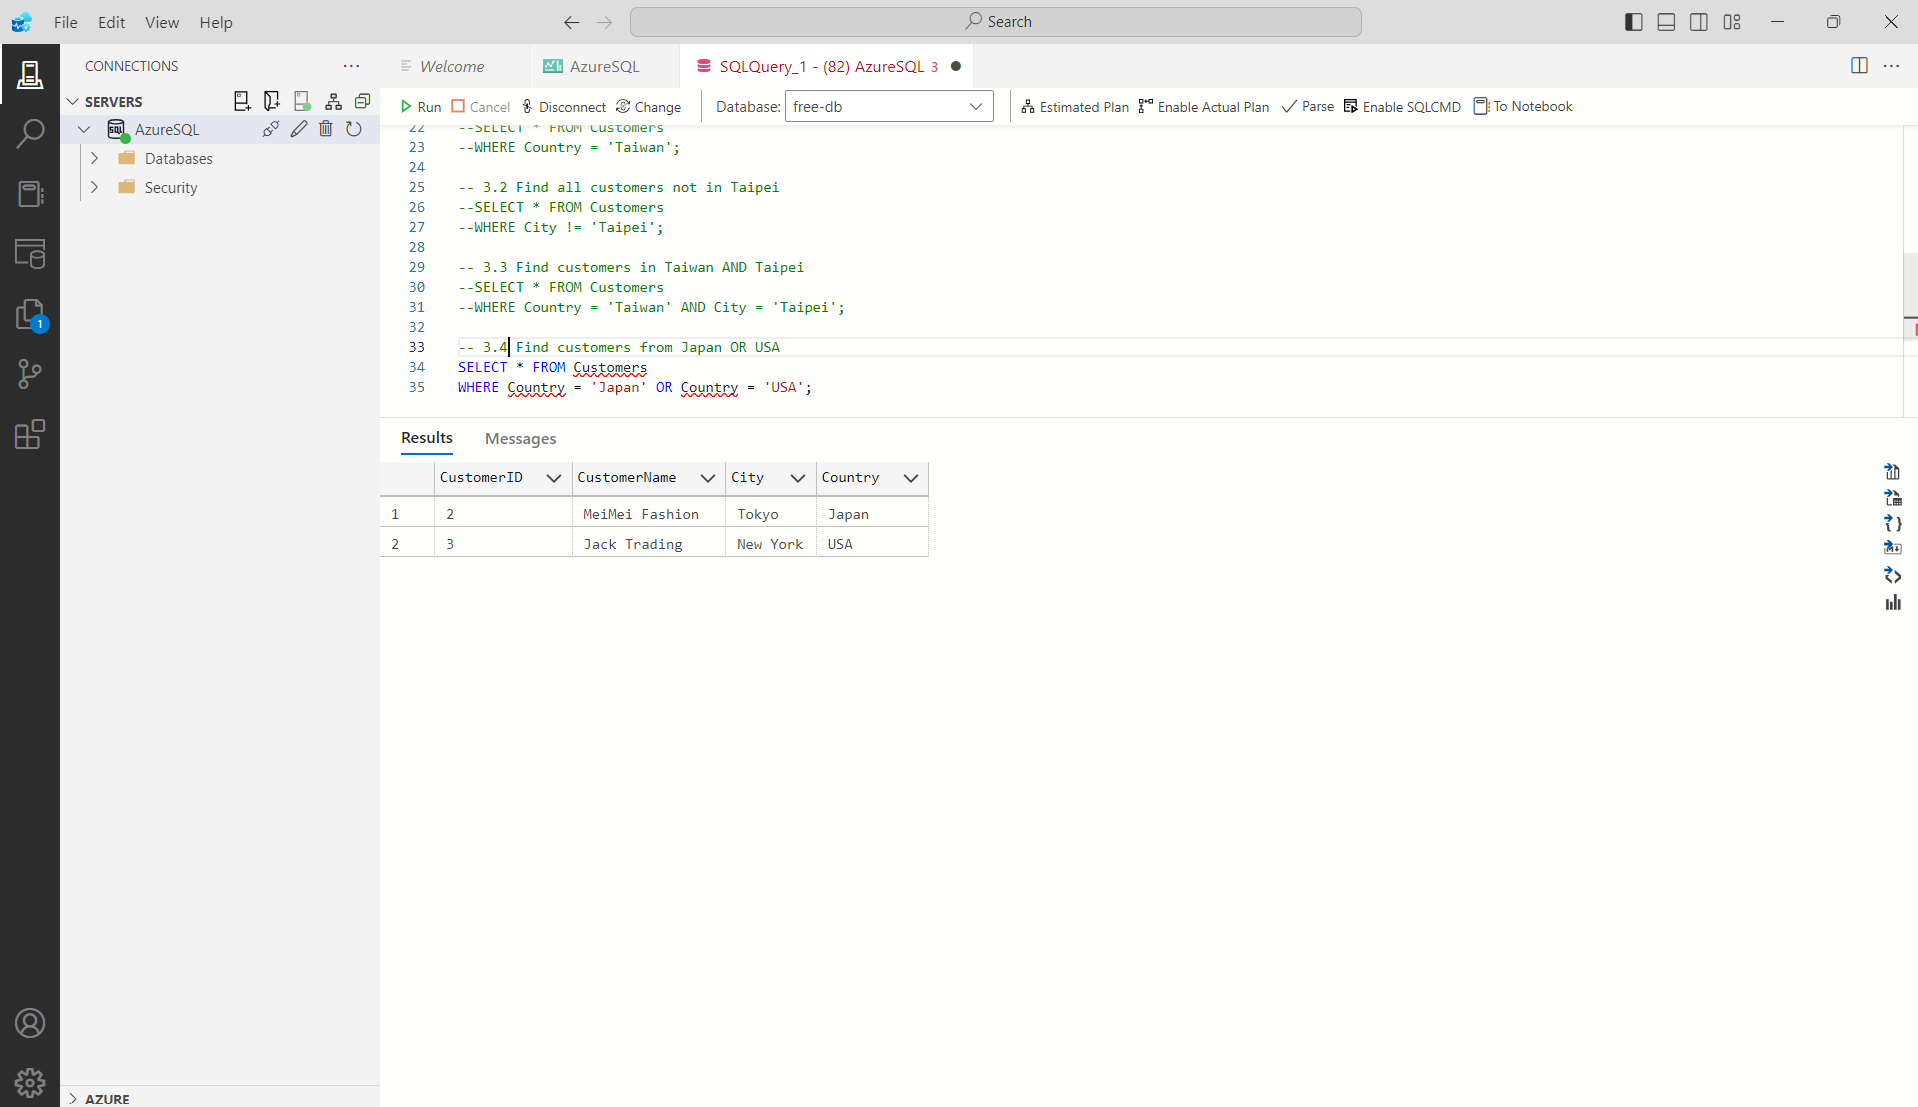 File Edit View Help Search
CONNECTIONS
SERVERS
AzureSQL
Databases
Security
AZURE
1
Welcome AzureSQL SQLQuery_1 - (82) AzureSQL 3
Run Cancel Disconnect Change Database: free-db Estimated Plan Enable Actual Plan Parse Enable SQLCMD To Notebook
22 --SELECT * FROM Customers
23 --WHERE Country = 'Taiwan';
24
25 -- 3.2 Find all customers not in Taipei
26 --SELECT * FROM Customers
27 --WHERE City != 'Taipei';
28
29 -- 3.3 Find customers in Taiwan AND Taipei
30 --SELECT * FROM Customers
31 --WHERE Country = 'Taiwan' AND City = 'Taipei';
32
33 -- 3.4 Find customers from Japan OR USA
34 SELECT * FROM Customers
35 WHERE Country = 'Japan' OR Country = 'USA';
Results Messages
CustomerID CustomerName City Country
1 2 MeiMei Fashion Tokyo Japan
2 3 Jack Trading New York USA